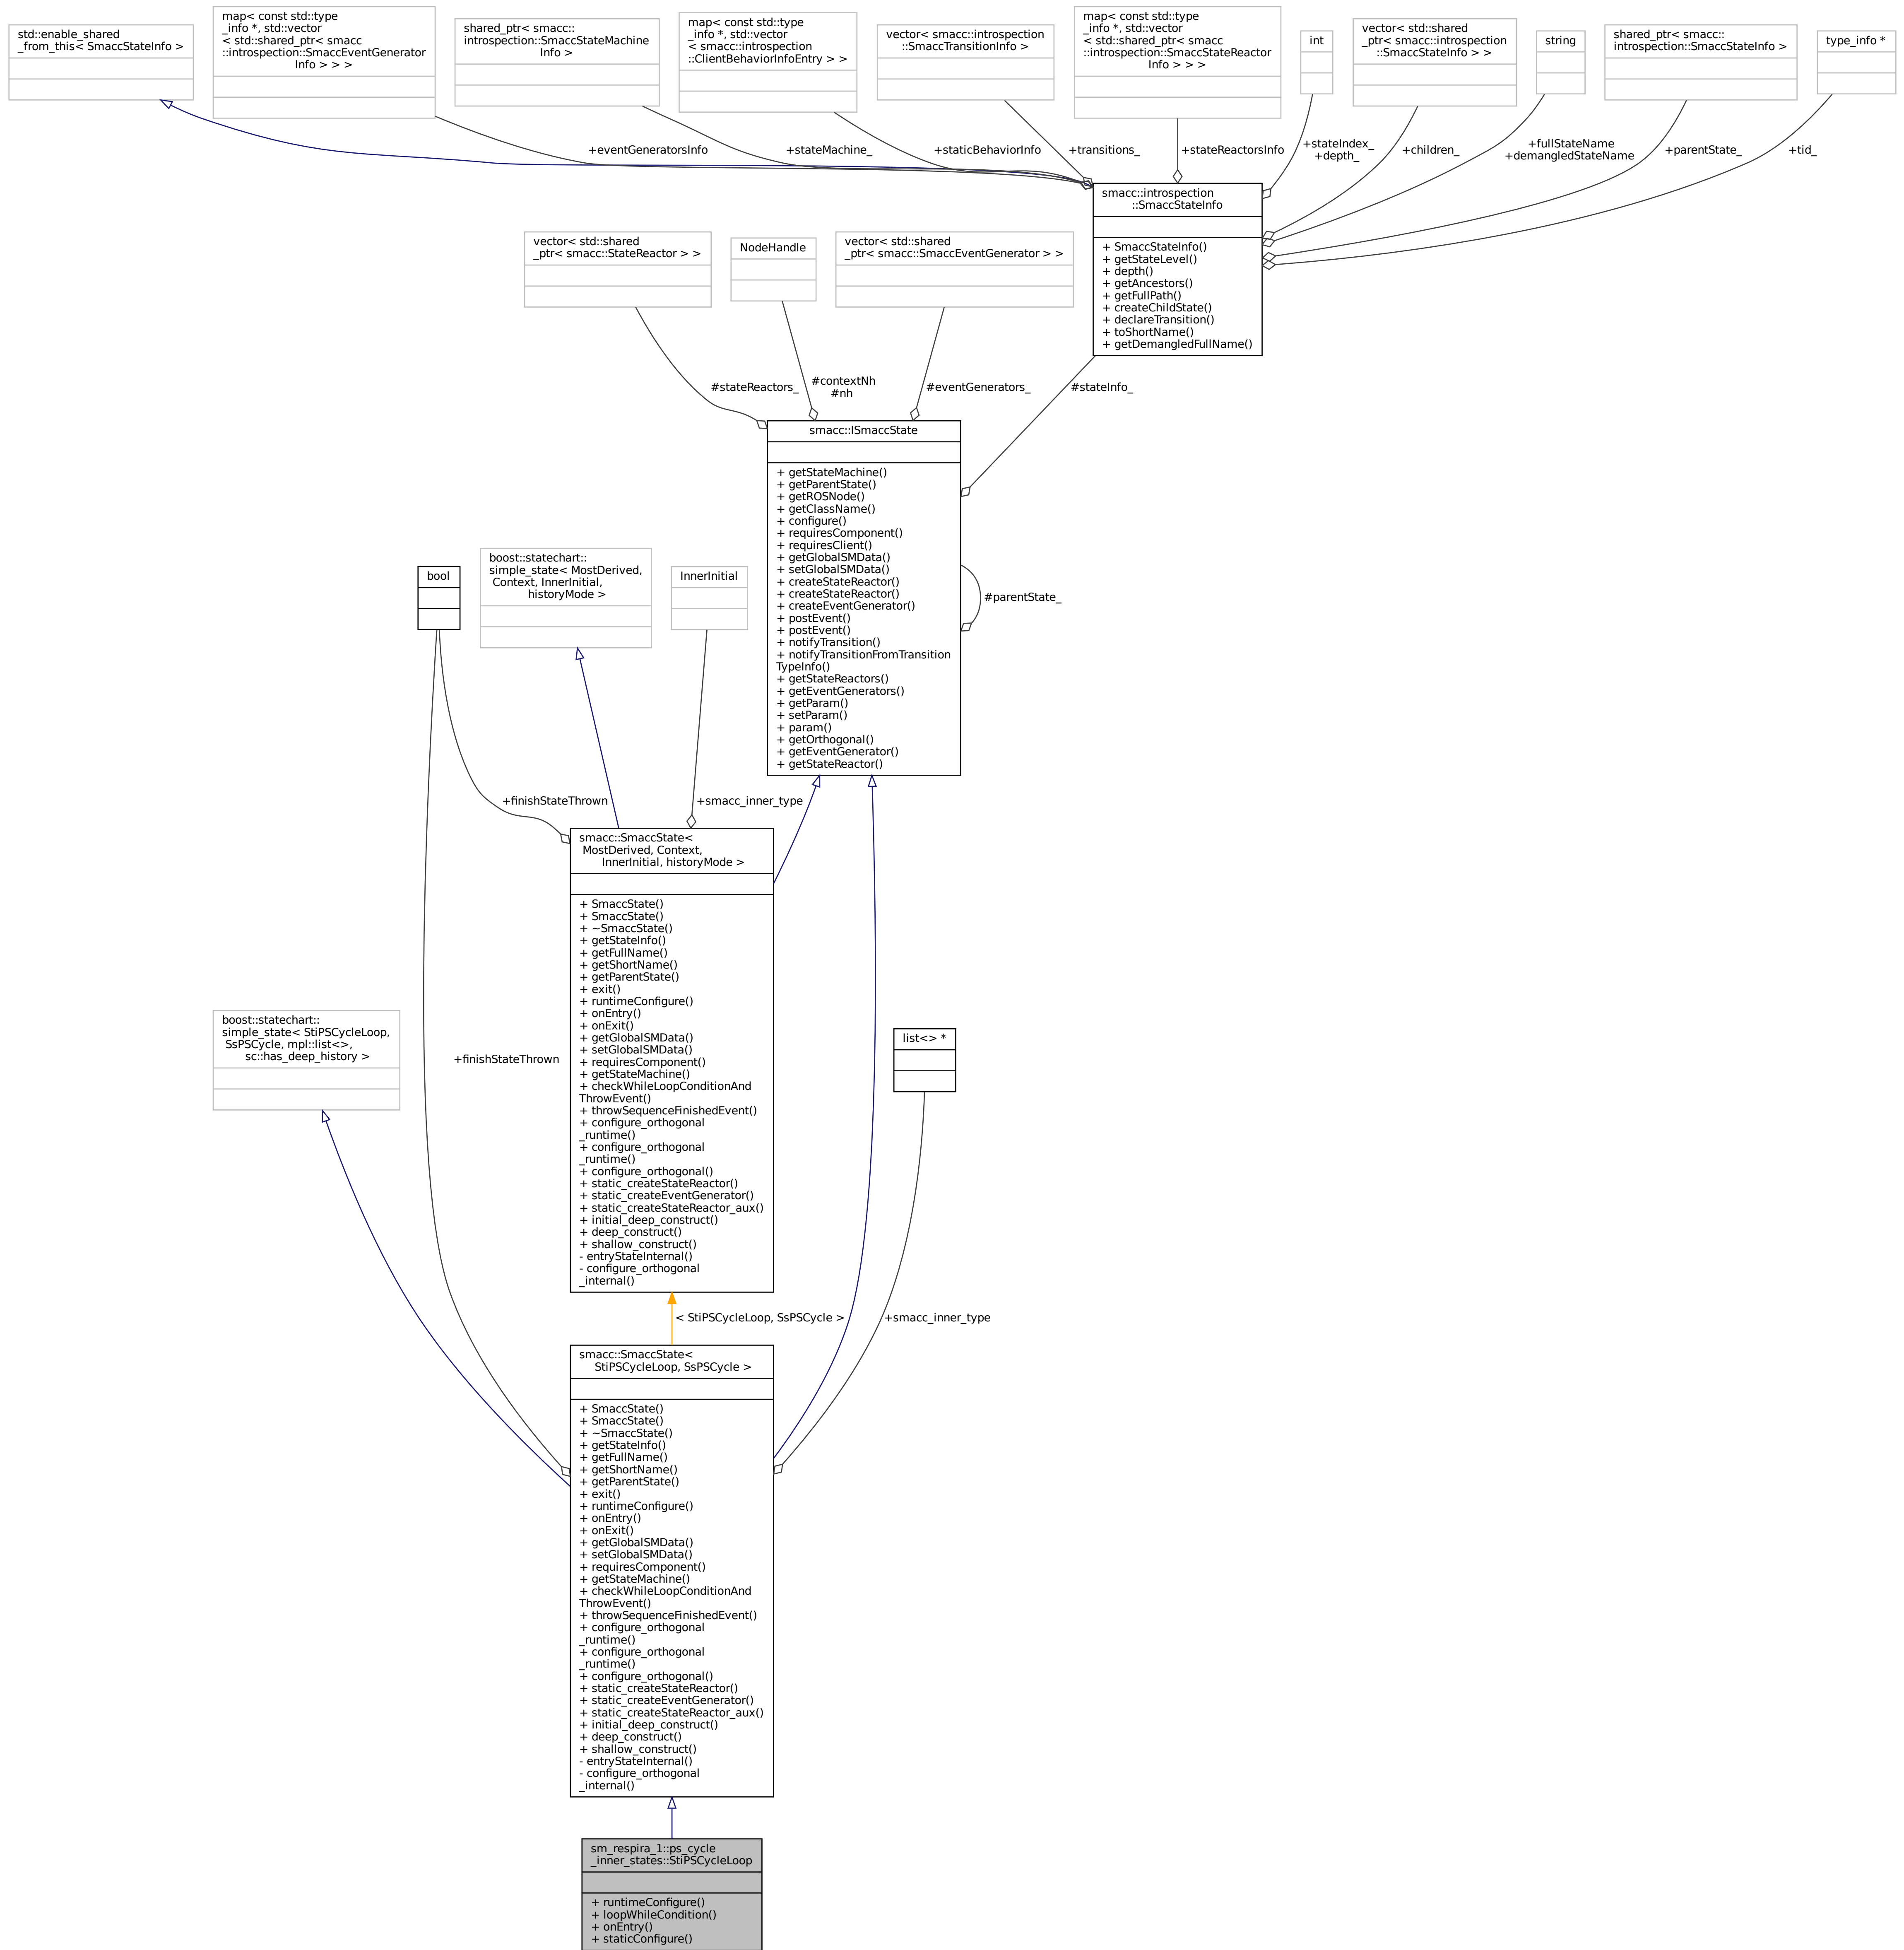 std::enable_shared
_from_this< SmaccStateInfo >
map< const std::type
_info *, std::vector
< std::shared_ptr< smacc
::introspection::SmaccEventGenerator
Info > > >
shared_ptr< smacc::
introspection::SmaccStateMachine
Info >
map< const std::type
_info *, std::vector
< smacc::introspection
::ClientBehaviorInfoEntry > >
vector< smacc::introspection
::SmaccTransitionInfo >
map< const std::type
_info *, std::vector
< std::shared_ptr< smacc
::introspection::SmaccStateReactor
Info > > >
int
vector< std::shared
_ptr< smacc::introspection
::SmaccStateInfo > >
string
shared_ptr< smacc::
introspection::SmaccStateInfo >
type_info *
+eventGeneratorsInfo
+stateMachine_
+staticBehaviorInfo
+transitions_
+stateReactorsInfo
+stateIndex_
+depth_
+children_
+fullStateName
+demangledStateName
+parentState_
+tid_
smacc::introspection
::SmaccStateInfo
+ SmaccStateInfo()
+ getStateLevel()
+ depth()
+ getAncestors()
+ getFullPath()
+ createChildState()
+ declareTransition()
+ toShortName()
+ getDemangledFullName()
vector< std::shared
_ptr< smacc::StateReactor > >
NodeHandle
vector< std::shared
_ptr< smacc::SmaccEventGenerator > >
#stateReactors_
#contextNh
#nh
#eventGenerators_
#stateInfo_
smacc::ISmaccState
+ getStateMachine()
+ getParentState()
+ getROSNode()
+ getClassName()
+ configure()
+ requiresComponent()
+ requiresClient()
+ getGlobalSMData()
+ setGlobalSMData()
+ createStateReactor()
+ createStateReactor()
+ createEventGenerator()
+ postEvent()
+ postEvent()
+ notifyTransition()
+ notifyTransitionFromTransition
TypeInfo()
+ getStateReactors()
+ getEventGenerators()
+ getParam()
+ setParam()
+ param()
+ getOrthogonal()
+ getEventGenerator()
+ getStateReactor()
#parentState_
bool
boost::statechart::
simple_state< MostDerived,
Context, InnerInitial,
historyMode >
InnerInitial
+finishStateThrown
+smacc_inner_type
smacc::SmaccState<
MostDerived, Context,
InnerInitial, historyMode >
+ SmaccState()
+ SmaccState()
+ ~SmaccState()
+ getStateInfo()
+ getFullName()
+ getShortName()
+ getParentState()
+ exit()
+ runtimeConfigure()
+ onEntry()
+ onExit()
+ getGlobalSMData()
+ setGlobalSMData()
+ requiresComponent()
+ getStateMachine()
+ checkWhileLoopConditionAnd
ThrowEvent()
+ throwSequenceFinishedEvent()
+ configure_orthogonal
_runtime()
+ configure_orthogonal
_runtime()
+ configure_orthogonal()
+ static_createStateReactor()
+ static_createEventGenerator()
+ static_createStateReactor_aux()
+ initial_deep_construct()
+ deep_construct()
+ shallow_construct()
- entryStateInternal()
- configure_orthogonal
_internal()
boost::statechart::
simple_state< StiPSCycleLoop,
SsPSCycle, mpl::list<>,
sc::has_deep_history >
+finishStateThrown
list<> *
< StiPSCycleLoop, SsPSCycle >
+smacc_inner_type
smacc::SmaccState<
StiPSCycleLoop, SsPSCycle >
+ SmaccState()
+ SmaccState()
+ ~SmaccState()
+ getStateInfo()
+ getFullName()
+ getShortName()
+ getParentState()
+ exit()
+ runtimeConfigure()
+ onEntry()
+ onExit()
+ getGlobalSMData()
+ setGlobalSMData()
+ requiresComponent()
+ getStateMachine()
+ checkWhileLoopConditionAnd
ThrowEvent()
+ throwSequenceFinishedEvent()
+ configure_orthogonal
_runtime()
+ configure_orthogonal
_runtime()
+ configure_orthogonal()
+ static_createStateReactor()
+ static_createEventGenerator()
+ static_createStateReactor_aux()
+ initial_deep_construct()
+ deep_construct()
+ shallow_construct()
- entryStateInternal()
- configure_orthogonal
_internal()
sm_respira_1::ps_cycle
_inner_states::StiPSCycleLoop
+ runtimeConfigure()
+ loopWhileCondition()
+ onEntry()
+ staticConfigure()